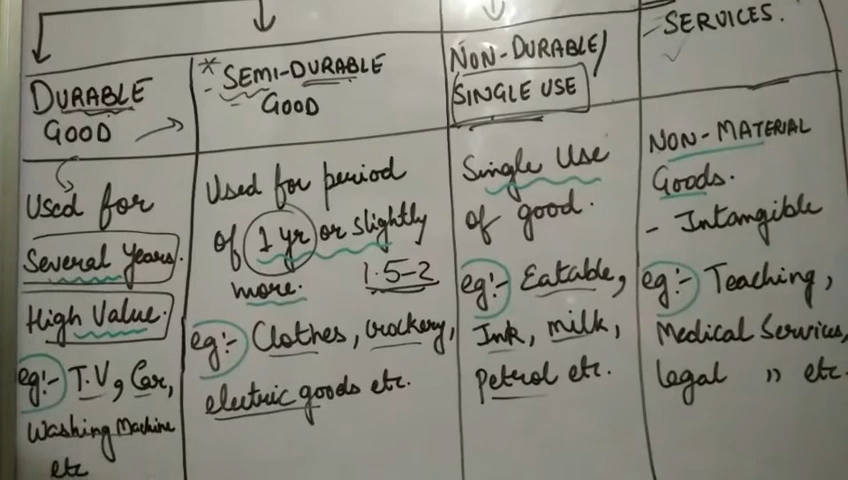 DURABLE
GOOD
Used for
Several Years.
High Value.
eg:- T.V, Car,
Washing Machine
etc
* - SEMI-DURABLE
GOOD
Used for period
of 1 yr or slightly
more. 1.5-2
eg:- Clothes, crockery,
electric goods etc.
NON-DURABLE/
SINGLE USE
Single Use
of good.
eg:- Eatable,
Ink, milk,
Petrol etc.
- SERVICES.
NON-MATERIAL
Goods.
- Intangible
eg:- Teaching,
Medical Services,
legal " etc.